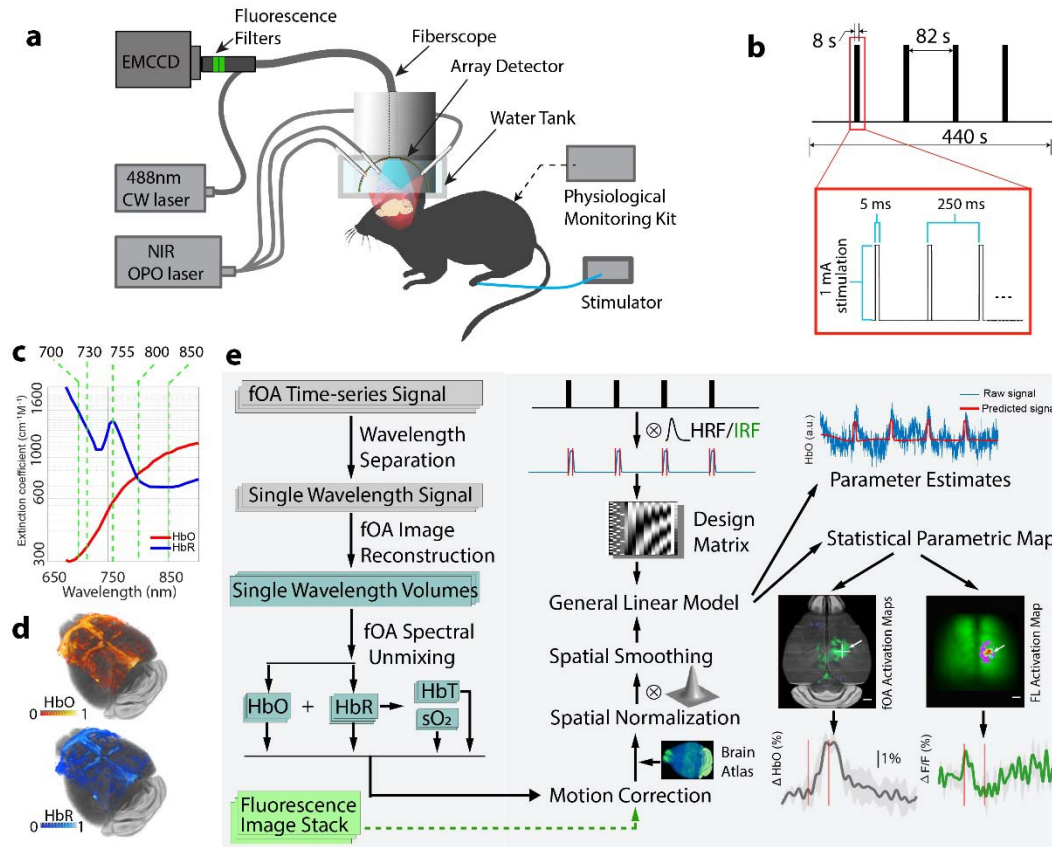 a
Fluorescence
Filters
EMCCD
Fiberscope
Array Detector
Water Tank
488nm
CW laser
NIR
OPO laser
Physiological
Monitoring Kit
Stimulator
b
8 s
82 s
440 s
5 ms
250 ms
1 mA
stimulation
...
c
700 730 755 800 850
Extinction coefficient (cm⁻¹M⁻¹)
1600
1000
600
300
HbO
HbR
650 750 850
Wavelength (nm)
d
HbO
0 1
HbR
0 1
e
fOA Time-series Signal
Wavelength
Separation
Single Wavelength Signal
fOA Image
Reconstruction
Single Wavelength Volumes
fOA Spectral
Unmixing
HbO + HbR
HbT
sO₂
Fluorescence
Image Stack
⊗ HRF/IRF
Design
Matrix
General Linear Model
Spatial Smoothing
⊗
Spatial Normalization
Brain
Atlas
Motion Correction
Raw signal
Predicted signal
HbO (a.u.)
Parameter Estimates
Statistical Parametric Map
fOA Activation Maps
FL Activation Map
Δ HbO (%)
1%
Δ F/F (%)